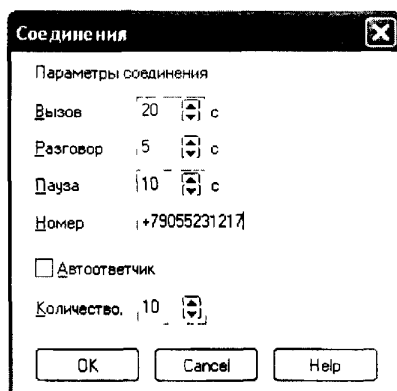 Соединения
Параметры соединения
Вызов 20 с
Разговор 5 с
Пауза 10 с
Номер +79055231217
Автоответчик
Количество. 10
OK Cancel Help